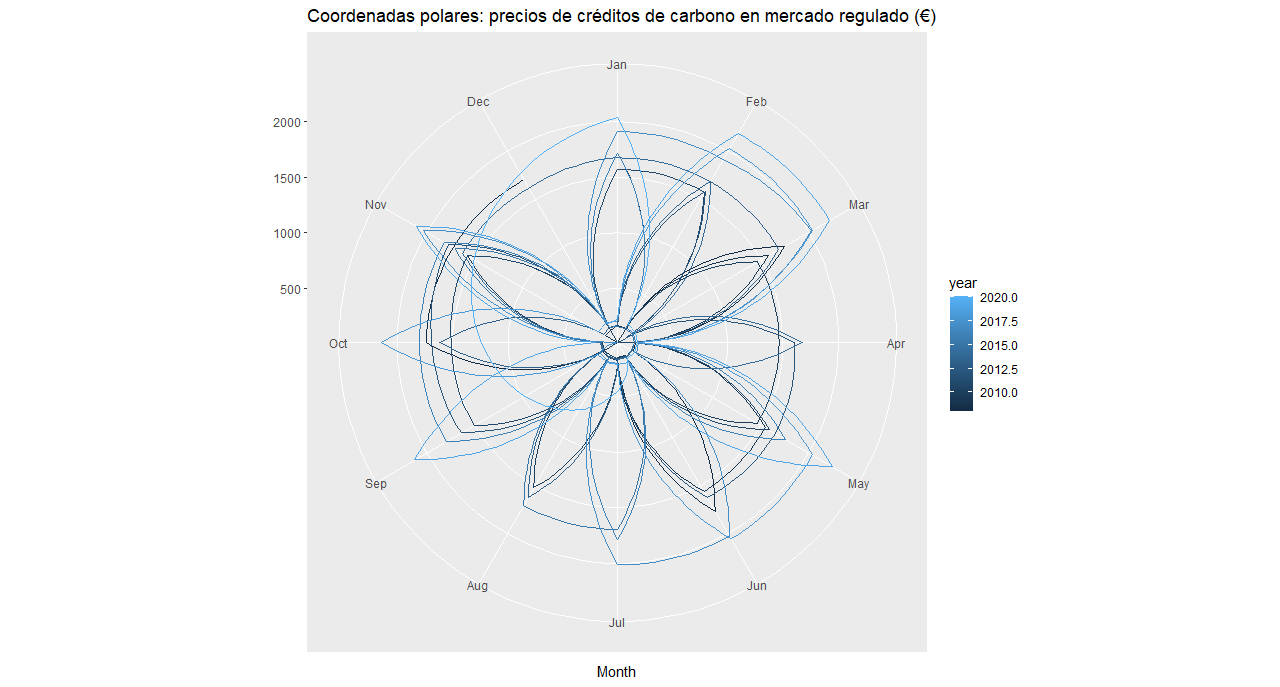 Coordenadas polares: precios de créditos de carbono en mercado regulado (€)
Jan
Dec
Feb
2000
1500
Nov
Mar
1000
500
year
2020.0
2017.5
2015.0
2012.5
2010.0
Oct
Apr
Sep
May
Aug
Jun
Jul
Month